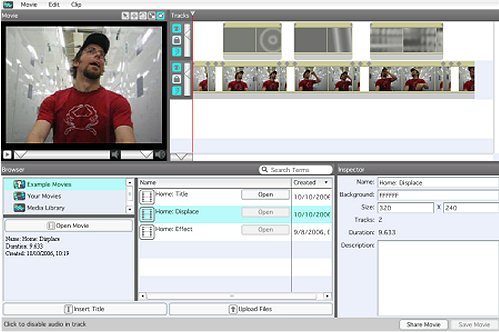 Movie Edit Clip
Movie
Tracks
Browser
Search Terms
Inspector
Example Movies
Your Movies
Media Library
Open Movie
Name: Home: Displace
Duration: 9.633
Created: 10/10/2006, 10:19
Name Created
Home: Title Open 10/10/2006
Home: Displace Open 10/10/2006
Home: Effect Open 9/8/2006,
Name: Home: Displace
Background: FFFFFF
Size: 320 X 240
Tracks: 2
Duration: 9.633
Description:
Insert Title
Upload Files
Click to disable audio in track
Share Movie
Save Movie